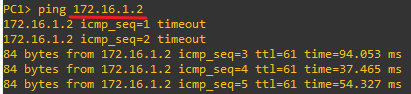 PC1> ping 172.16.1.2
172.16.1.2 icmp_seq=1 timeout
172.16.1.2 icmp_seq=2 timeout
84 bytes from 172.16.1.2 icmp_seq=3 ttl=61 time=94.053 ms
84 bytes from 172.16.1.2 icmp_seq=4 ttl=61 time=37.465 ms
84 bytes from 172.16.1.2 icmp_seq=5 ttl=61 time=54.327 ms